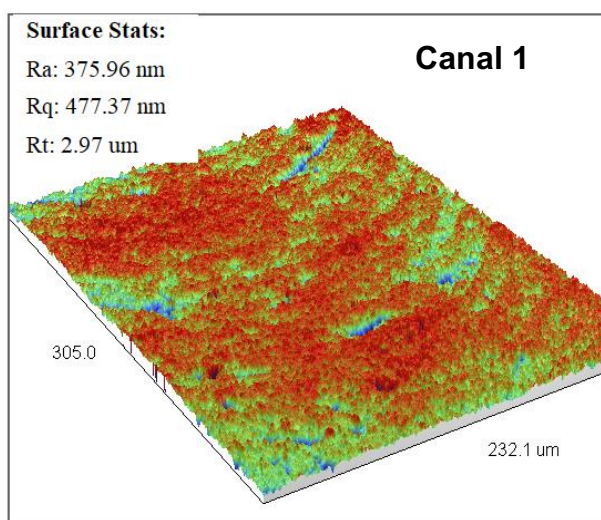 Surface Stats:
Ra: 375.96 nm
Rq: 477.37 nm
Rt: 2.97 um
Canal 1
305.0
232.1 um